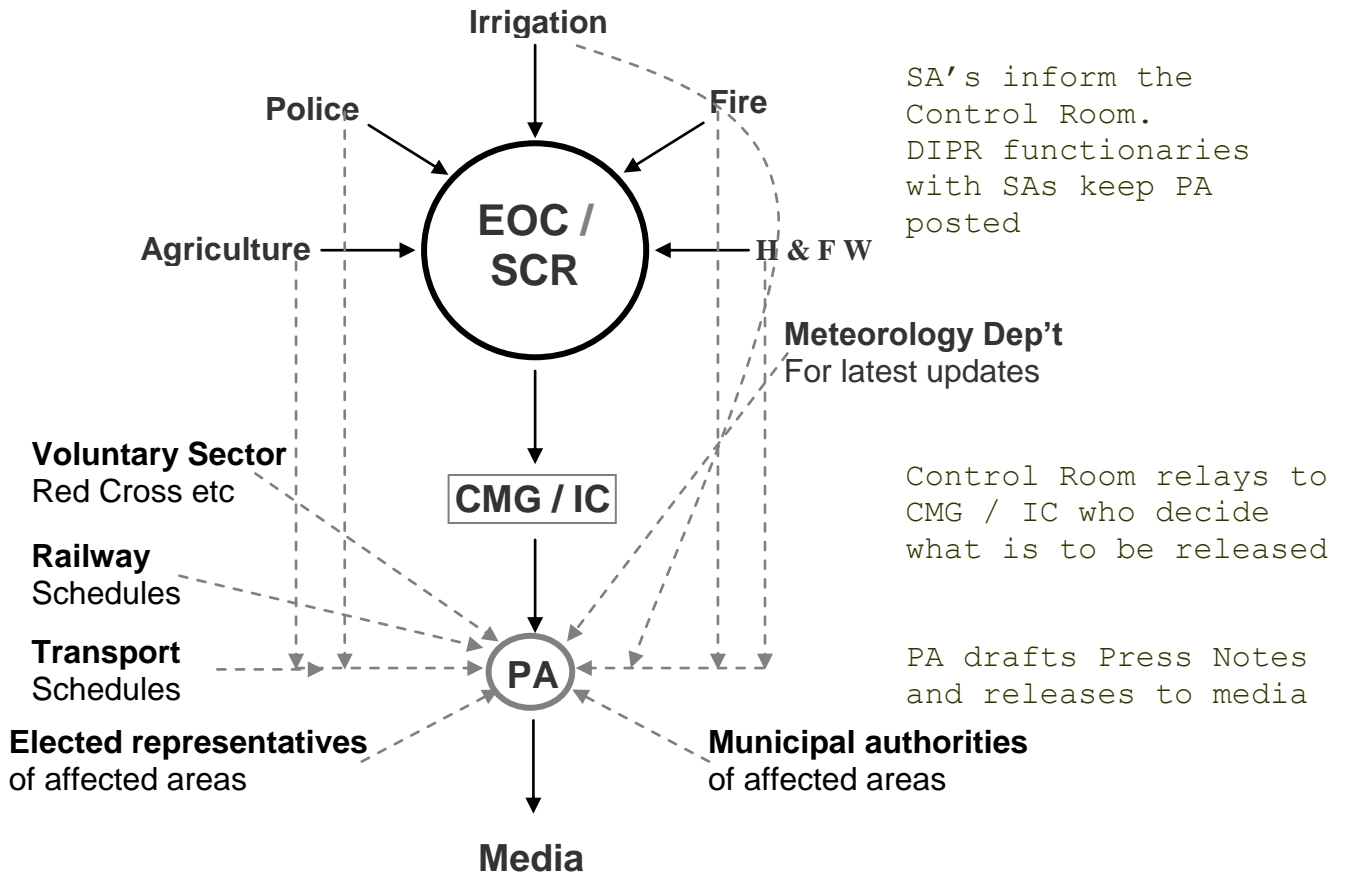 Irrigation
SA's inform the
Control Room.
DIPR functionaries
with SAs keep PA
posted
Police
Fire
EOC /
SCR
Agriculture
H & F W
Meteorology Dep't
For latest updates
Voluntary Sector
Red Cross etc
CMG / IC
Control Room relays to
CMG / IC who decide
what is to be released
Railway
Schedules
Transport
Schedules
PA
PA drafts Press Notes
and releases to media
Elected representatives
of affected areas
Municipal authorities
of affected areas
Media